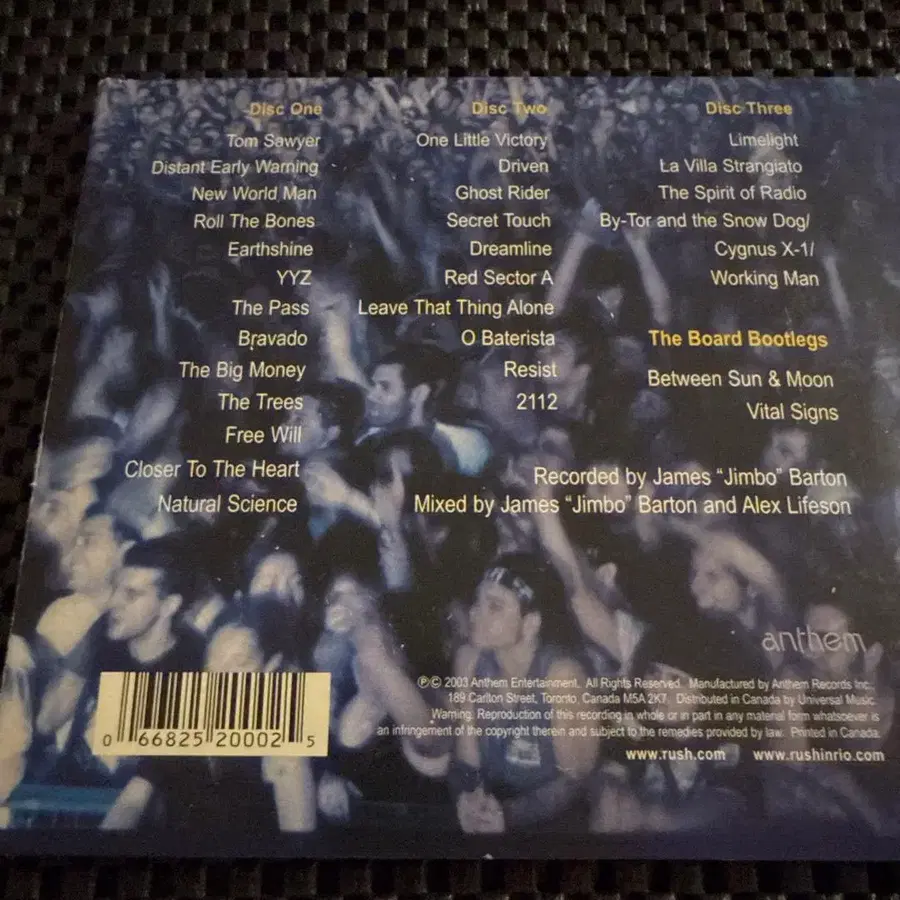 Disc One
Tom Sawyer
Distant Early Warning
New World Man
Roll The Bones
Earthshine
YYZ
The Pass
Bravado
The Big Money
The Trees
Free Will
Closer To The Heart
Natural Science
Disc Two
One Little Victory
Driven
Ghost Rider
Secret Touch
Dreamline
Red Sector A
Leave That Thing Alone
O Baterista
Resist
2112
Disc Three
Limelight
La Villa Strangiato
The Spirit of Radio
By-Tor and the Snow Dog/
Cygnus X-1/
Working Man
The Board Bootlegs
Between Sun & Moon
Vital Signs
Recorded by James “Jimbo” Barton
Mixed by James “Jimbo” Barton and Alex Lifeson
anthem
℗© 2003 Anthem Entertainment. All Rights Reserved. Manufactured by Anthem Records Inc.,
189 Carlton Street, Toronto, Canada M5A 2K7. Distributed in Canada by Universal Music.
Warning. Reproduction of this recording in whole or in part in any material form whatsoever is
an infringement of the copyright therein and subject to the remedies provided by law. Printed in Canada.
www.rush.com www.rushinrio.com
0 66825 20002 5